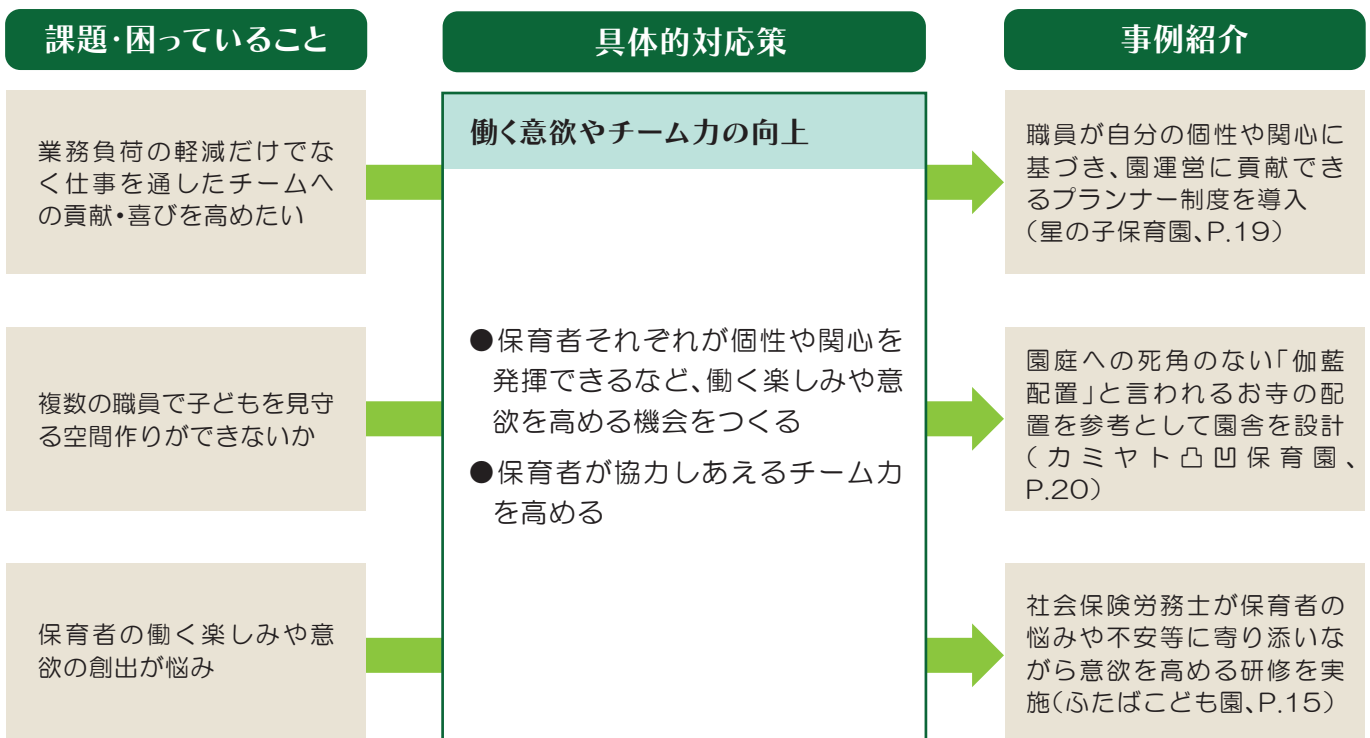 課題・困っていること
具体的対応策
事例紹介
業務負荷の軽減だけでな
く仕事を通したチームへ
の貢献・喜びを高めたい
働く意欲やチーム力の向上
職員が自分の個性や関心に
基づき、園運営に貢献でき
るプランナー制度を導入
（星の子保育園、P.19）
複数の職員で子どもを見守
る空間作りができないか
●保育者それぞれが個性や関心を
発揮できるなど、働く楽しみや意
欲を高める機会をつくる
●保育者が協力しあえるチーム力
を高める
園庭への死角のない「伽藍
配置」と言われるお寺の配
置を参考として園舎を設計
（カミヤト凸凹保育園、
P.20）
保育者の働く楽しみや意
欲の創出が悩み
社会保険労務士が保育者の
悩みや不安等に寄り添いな
がら意欲を高める研修を実
施（ふたばこども園、P.15）